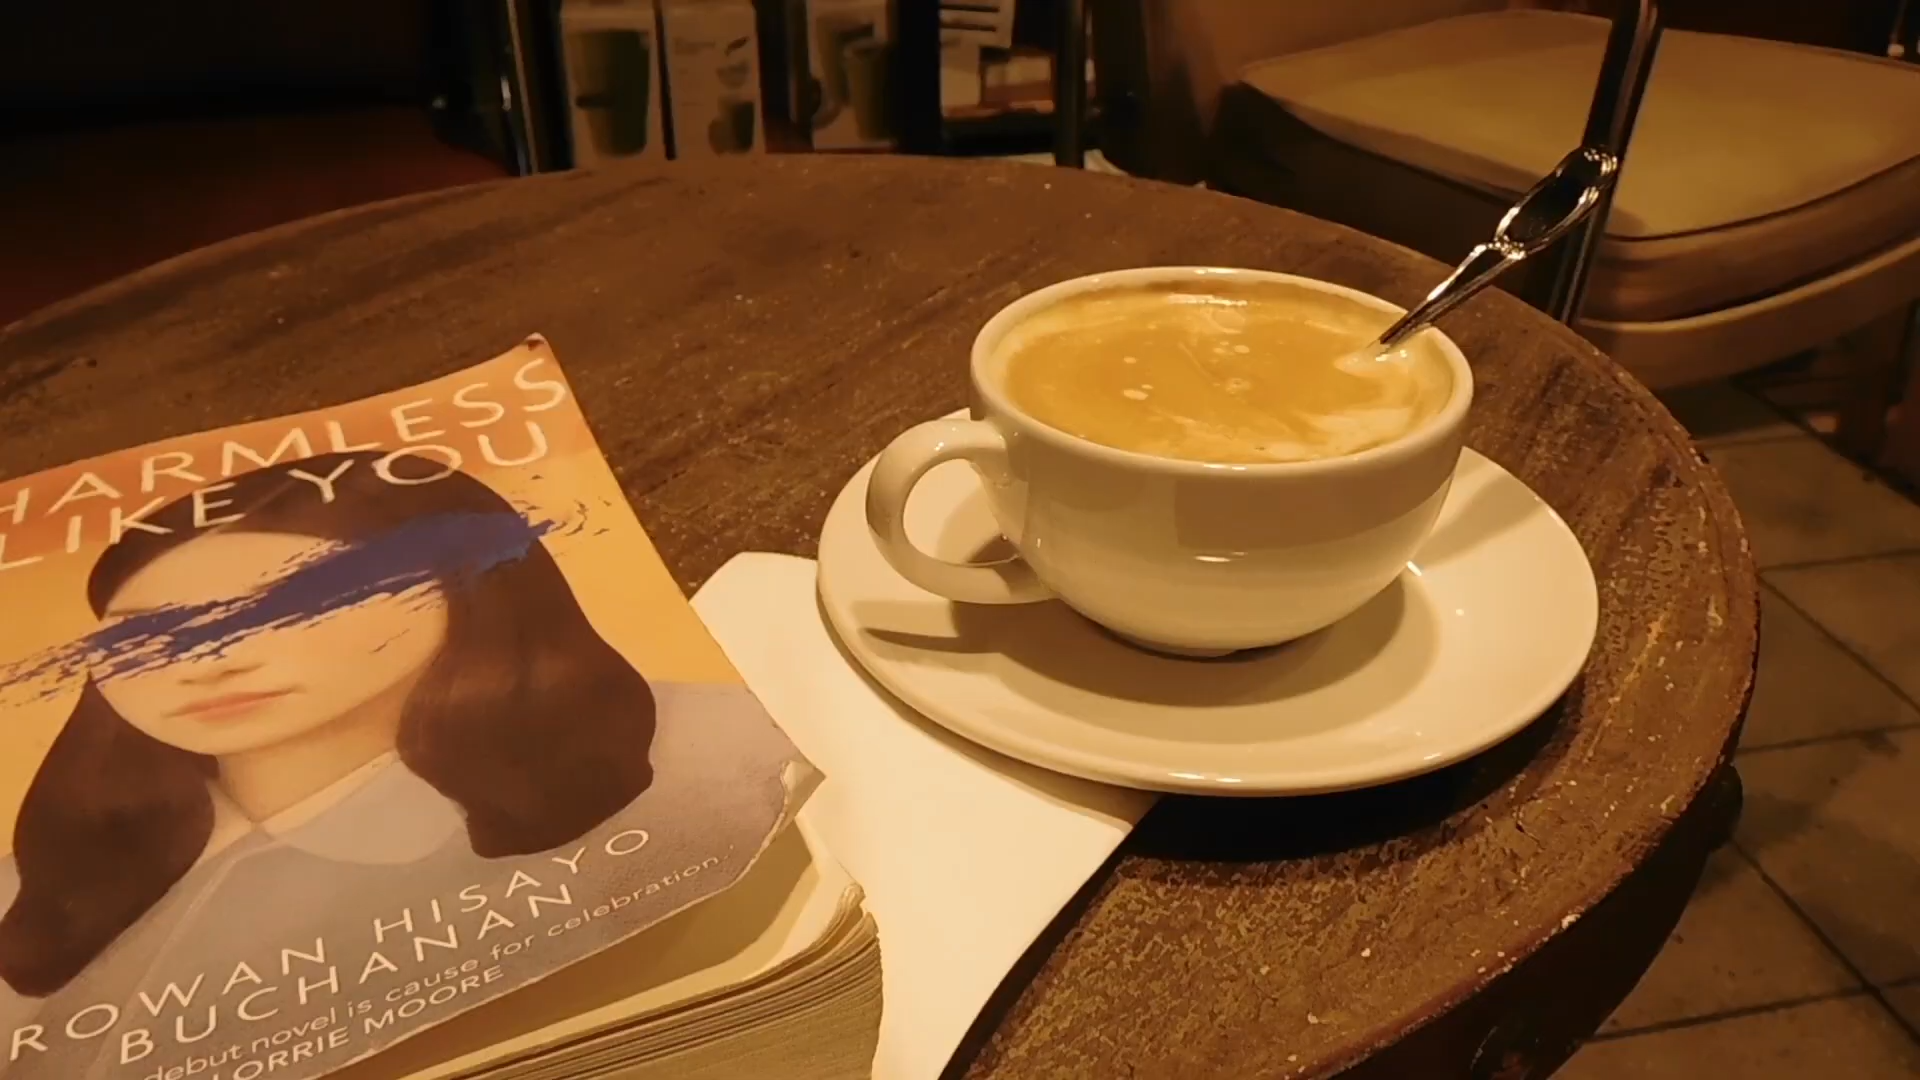 HARMLESS
LIKE YOU
ROWAN HISAYO
BUCHANAN
debut novel is cause for celebration.'
LORRIE MOORE